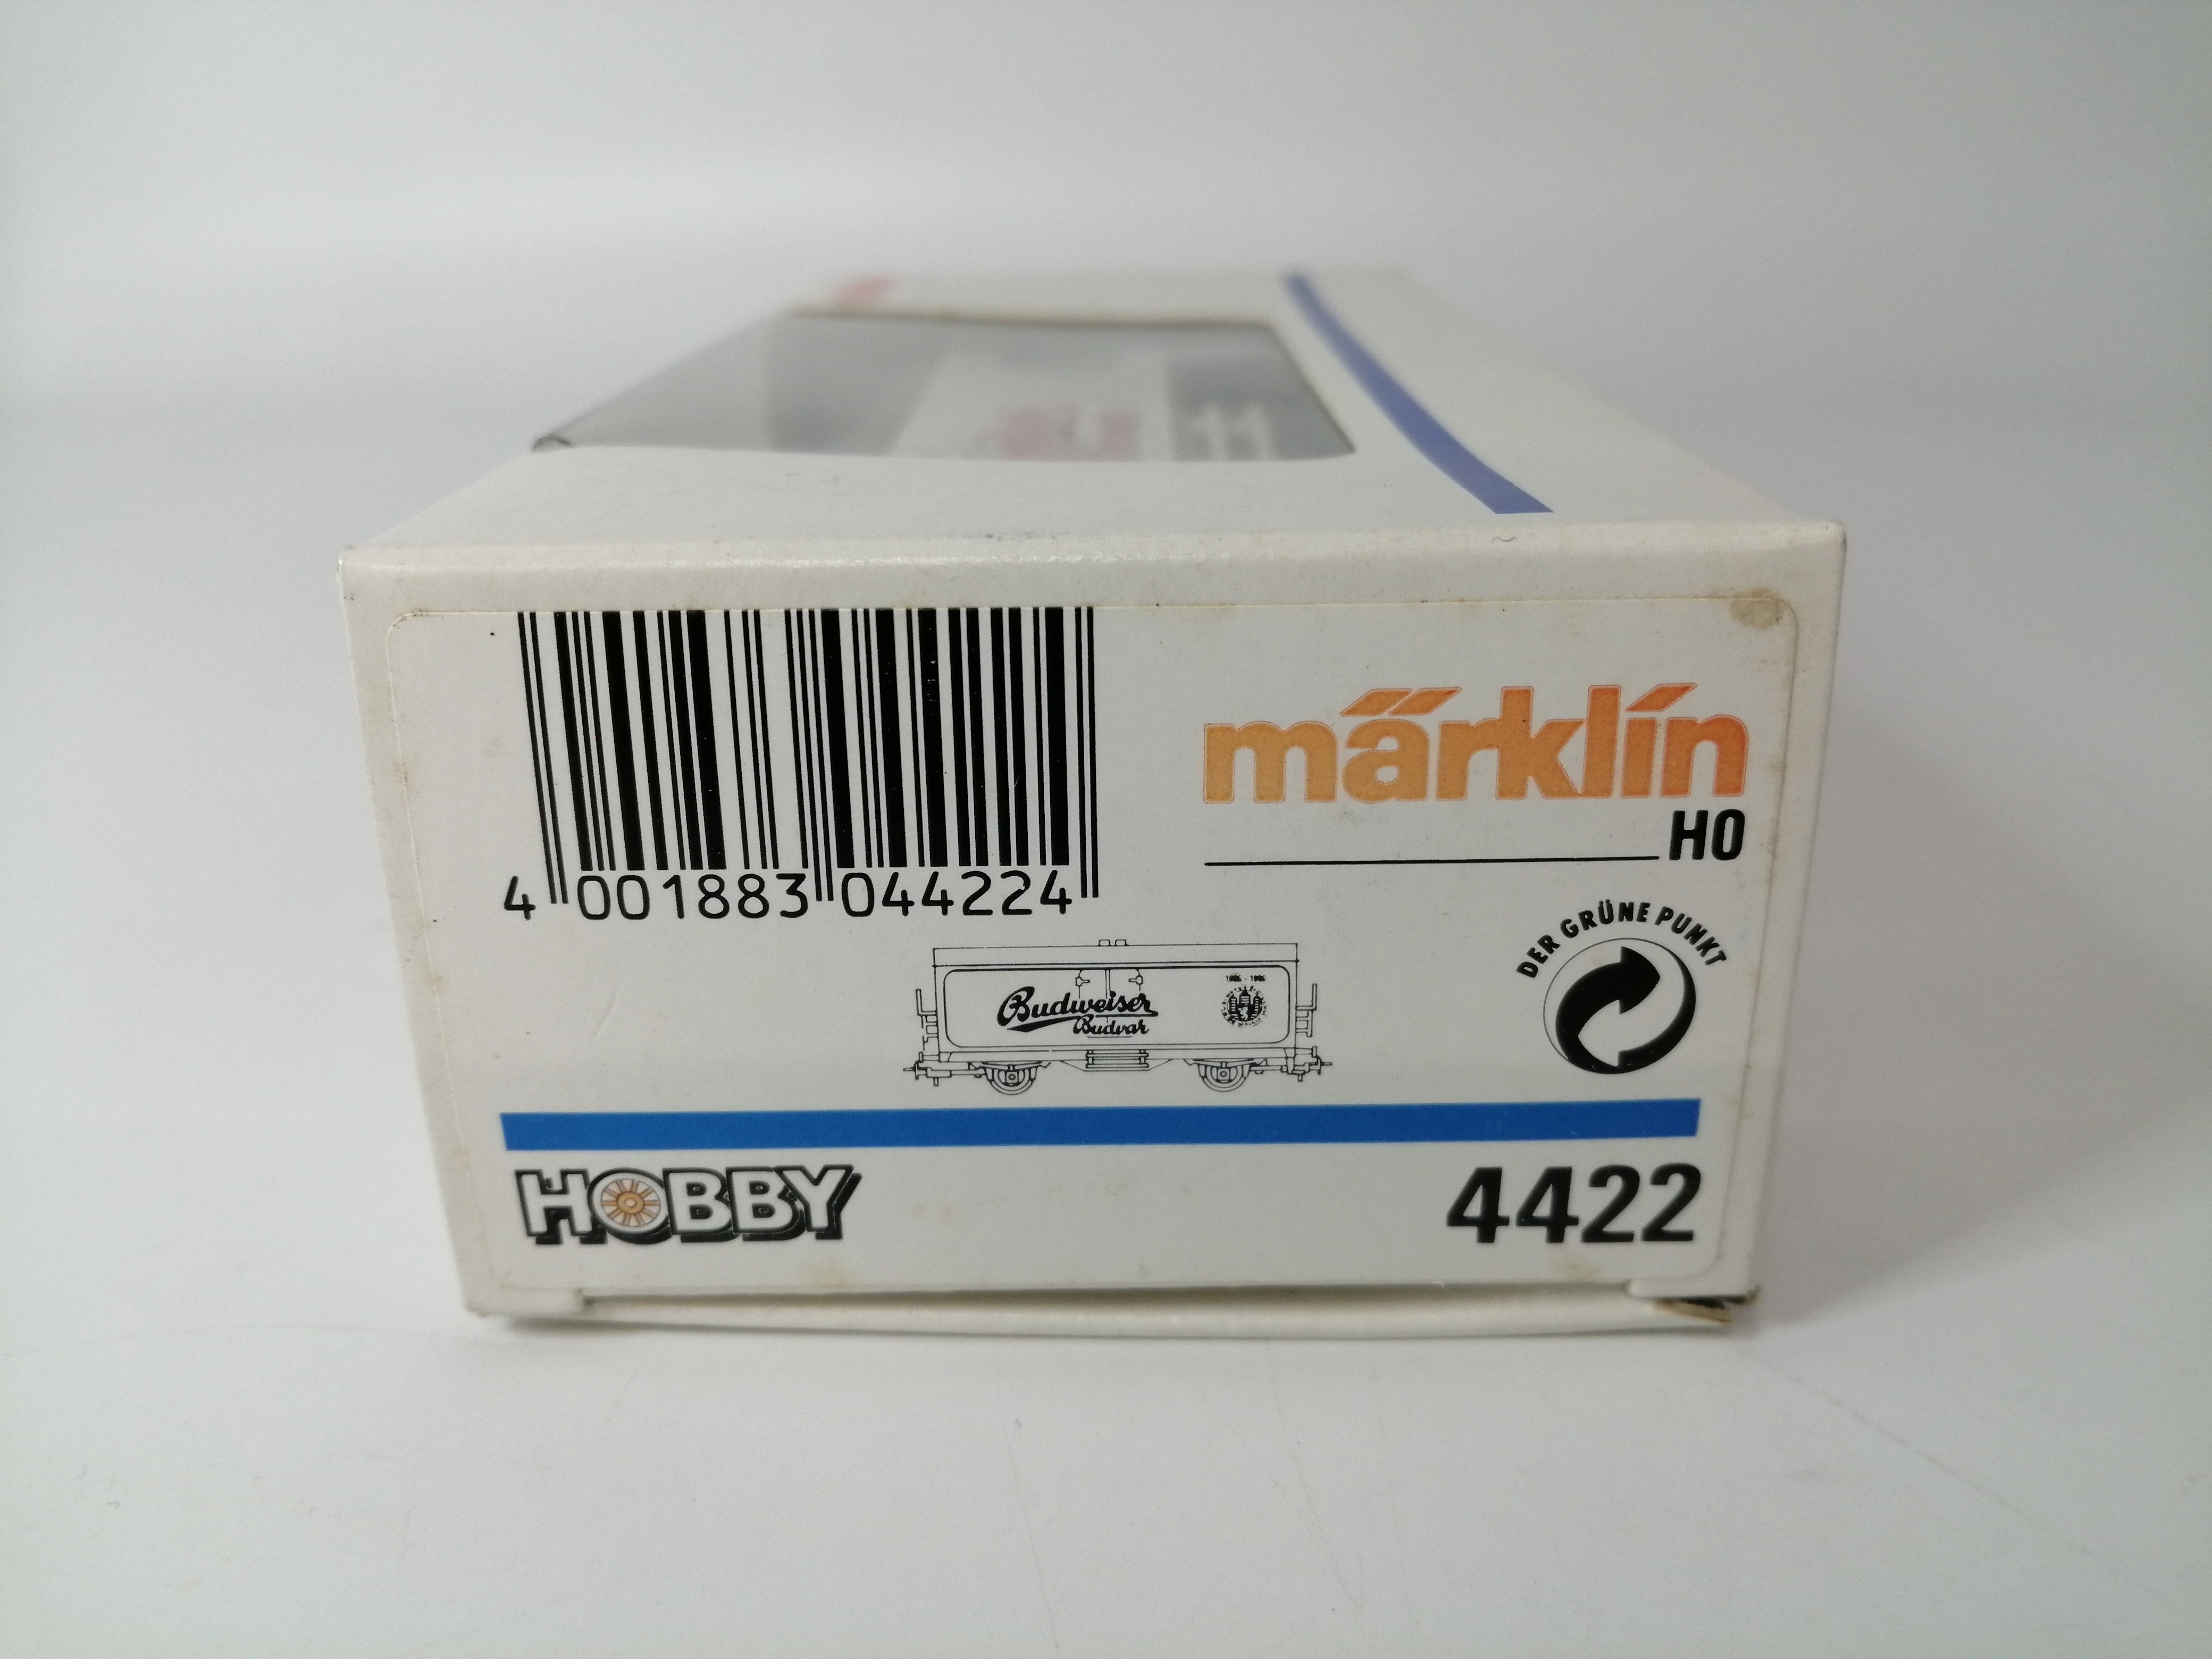 märklin
HO
4 001883 044224
DER GRÜNE PUNKT
Budweiser
Budvar
HOBBY
4422